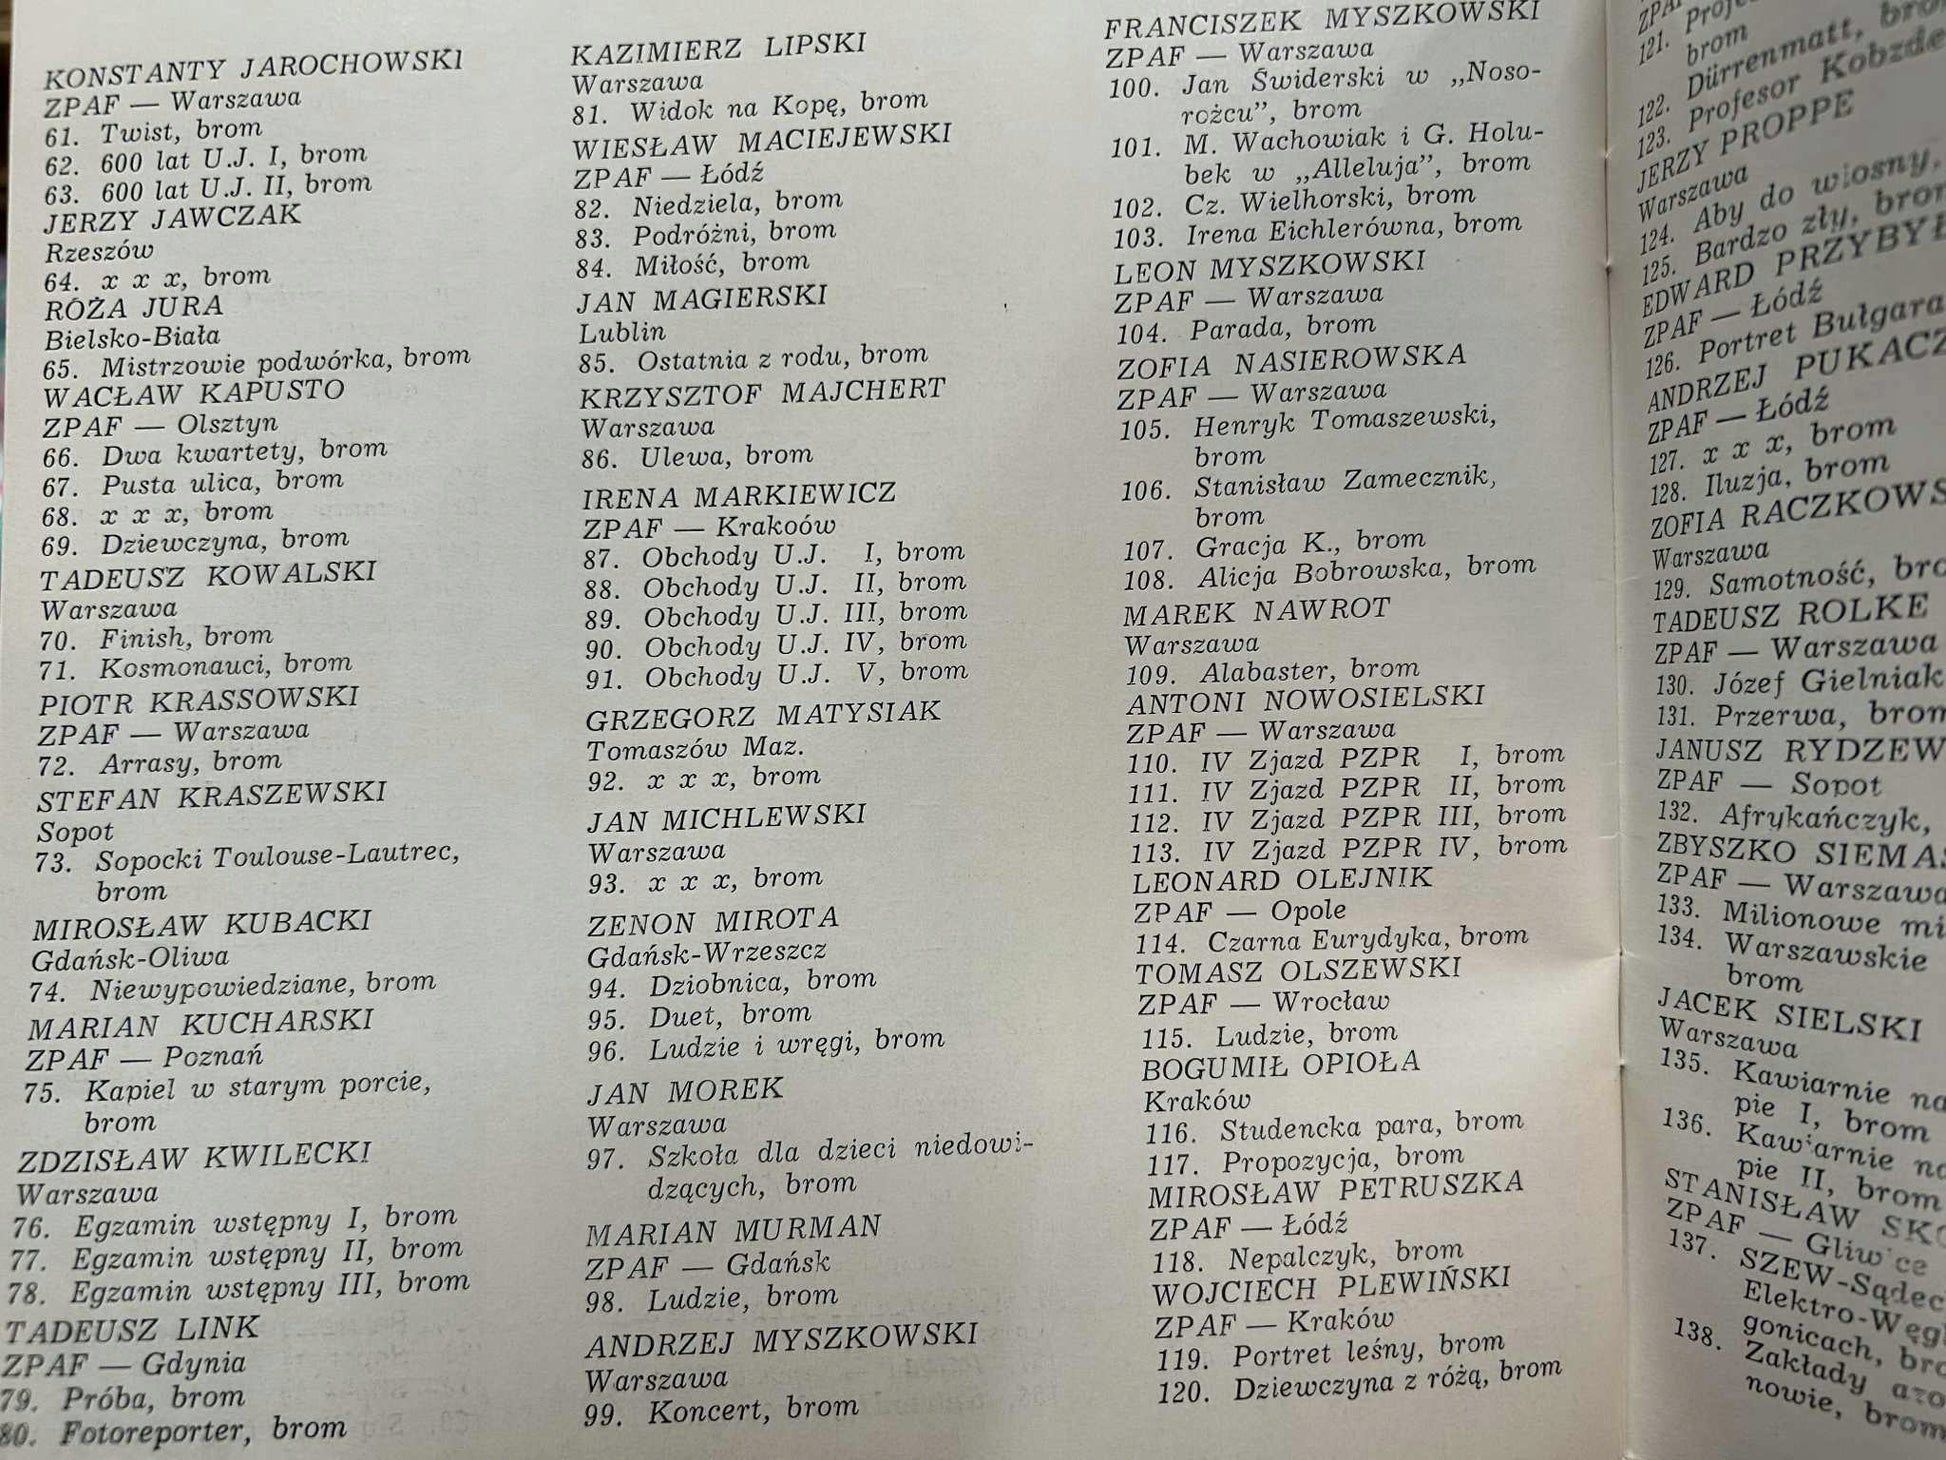 KONSTANTY JAROCHOWSKI
ZPAF — Warszawa
61. Twist, brom
62. 600 lat U.J. I, brom
63. 600 lat U.J. II, brom
JERZY JAWCZAK
Rzeszów
64. x x x, brom
RÓŻA JURA
Bielsko-Biała
65. Mistrzowie podwórka, brom
WACŁAW KAPUSTO
ZPAF — Olsztyn
66. Dwa kwartety, brom
67. Pusta ulica, brom
68. x x x, brom
69. Dziewczyna, brom
TADEUSZ KOWALSKI
Warszawa
70. Finish, brom
71. Kosmonauci, brom
PIOTR KRASSOWSKI
ZPAF — Warszawa
72. Arrasy, brom
STEFAN KRASZEWSKI
Sopot
73. Sopocki Toulouse-Lautrec,
brom
MIROSŁAW KUBACKI
Gdańsk-Oliwa
74. Niewypowiedziane, brom
MARIAN KUCHARSKI
ZPAF — Poznań
75. Kąpiel w starym porcie,
brom
ZDZISŁAW KWILECKI
Warszawa
76. Egzamin wstępny I, brom
77. Egzamin wstępny II, brom
78. Egzamin wstępny III, brom
TADEUSZ LINK
ZPAF — Gdynia
79. Próba, brom
80. Fotoreporter, brom
KAZIMIERZ LIPSKI
Warszawa
81. Widok na Kopę, brom
WIESŁAW MACIEJEWSKI
ZPAF — Łódź
82. Niedziela, brom
83. Podróżni, brom
84. Miłość, brom
JAN MAGIERSKI
Lublin
85. Ostatnia z rodu, brom
KRZYSZTOF MAJCHERT
Warszawa
86. Ulewa, brom
IRENA MARKIEWICZ
ZPAF — Krakoów
87. Obchody U.J. I, brom
88. Obchody U.J. II, brom
89. Obchody U.J. III, brom
90. Obchody U.J. IV, brom
91. Obchody U.J. V, brom
GRZEGORZ MATYSIAK
Tomaszów Maz.
92. x x x, brom
JAN MICHLEWSKI
Warszawa
93. x x x, brom
ZENON MIROTA
Gdańsk-Wrzeszcz
94. Dziobnica, brom
95. Duet, brom
96. Ludzie i wręgi, brom
JAN MOREK
Warszawa
97. Szkoła dla dzieci niedowi-
dzących, brom
MARIAN MURMAN
ZPAF — Gdańsk
98. Ludzie, brom
ANDRZEJ MYSZKOWSKI
Warszawa
99. Koncert, brom
FRANCISZEK MYSZKOWSKI
ZPAF — Warszawa
100. Jan Świderski w „Noso-
rożcu”, brom
101. M. Wachowiak i G. Holu-
bek w „Alleluja”, brom
102. Cz. Wielhorski, brom
103. Irena Eichlerówna, brom
LEON MYSZKOWSKI
ZPAF — Warszawa
104. Parada, brom
ZOFIA NASIEROWSKA
ZPAF — Warszawa
105. Henryk Tomaszewski,
brom
106. Stanisław Zamecznik,
brom
107. Gracja K., brom
108. Alicja Bobrowska, brom
MAREK NAWROT
Warszawa
109. Alabaster, brom
ANTONI NOWOSIELSKI
ZPAF — Warszawa
110. IV Zjazd PZPR I, brom
111. IV Zjazd PZPR II, brom
112. IV Zjazd PZPR III, brom
113. IV Zjazd PZPR IV, brom
LEONARD OLEJNIK
ZPAF — Opole
114. Czarna Eurydyka, brom
TOMASZ OLSZEWSKI
ZPAF — Wrocław
115. Ludzie, brom
BOGUMIŁ OPIOŁA
Kraków
116. Studencka para, brom
117. Propozycja, brom
MIROSŁAW PETRUSZKA
ZPAF — Łódź
118. Nepalczyk, brom
WOJCIECH PLEWIŃSKI
ZPAF — Kraków
119. Portret leśny, brom
120. Dziewczyna z różą, brom
121.
brom
122. Dürrenmatt,
123. Profesor
JERZY PROPPE
Warszawa
124. Aby do wiosny,
125. Bardzo zły, brom
EDWARD
ZPAF — Łódź
126. Portret Bułgara
ANDRZEJ
ZPAF — Łódź
127. x x x, brom
128. Iluzja, brom
ZOFIA
Warszawa
129. Samotność,
TADEUSZ ROLKE
ZPAF — Warszawa
130. Józef Gielniak
131. Przerwa, brom
JANUSZ
ZPAF — Sopot
132. Afrykańczyk,
ZBYSZKO
ZPAF — Warszawa
133. Milionowe
134. Warszawskie
brom
JACEK SIELSKI
Warszawa
135. Kawiarnie
pie I, brom
136. Kawiarnie
pie II, brom
STANISŁAW
ZPAF — Gliwice
137.
gonicach,
138. Zakłady
nowie, brom